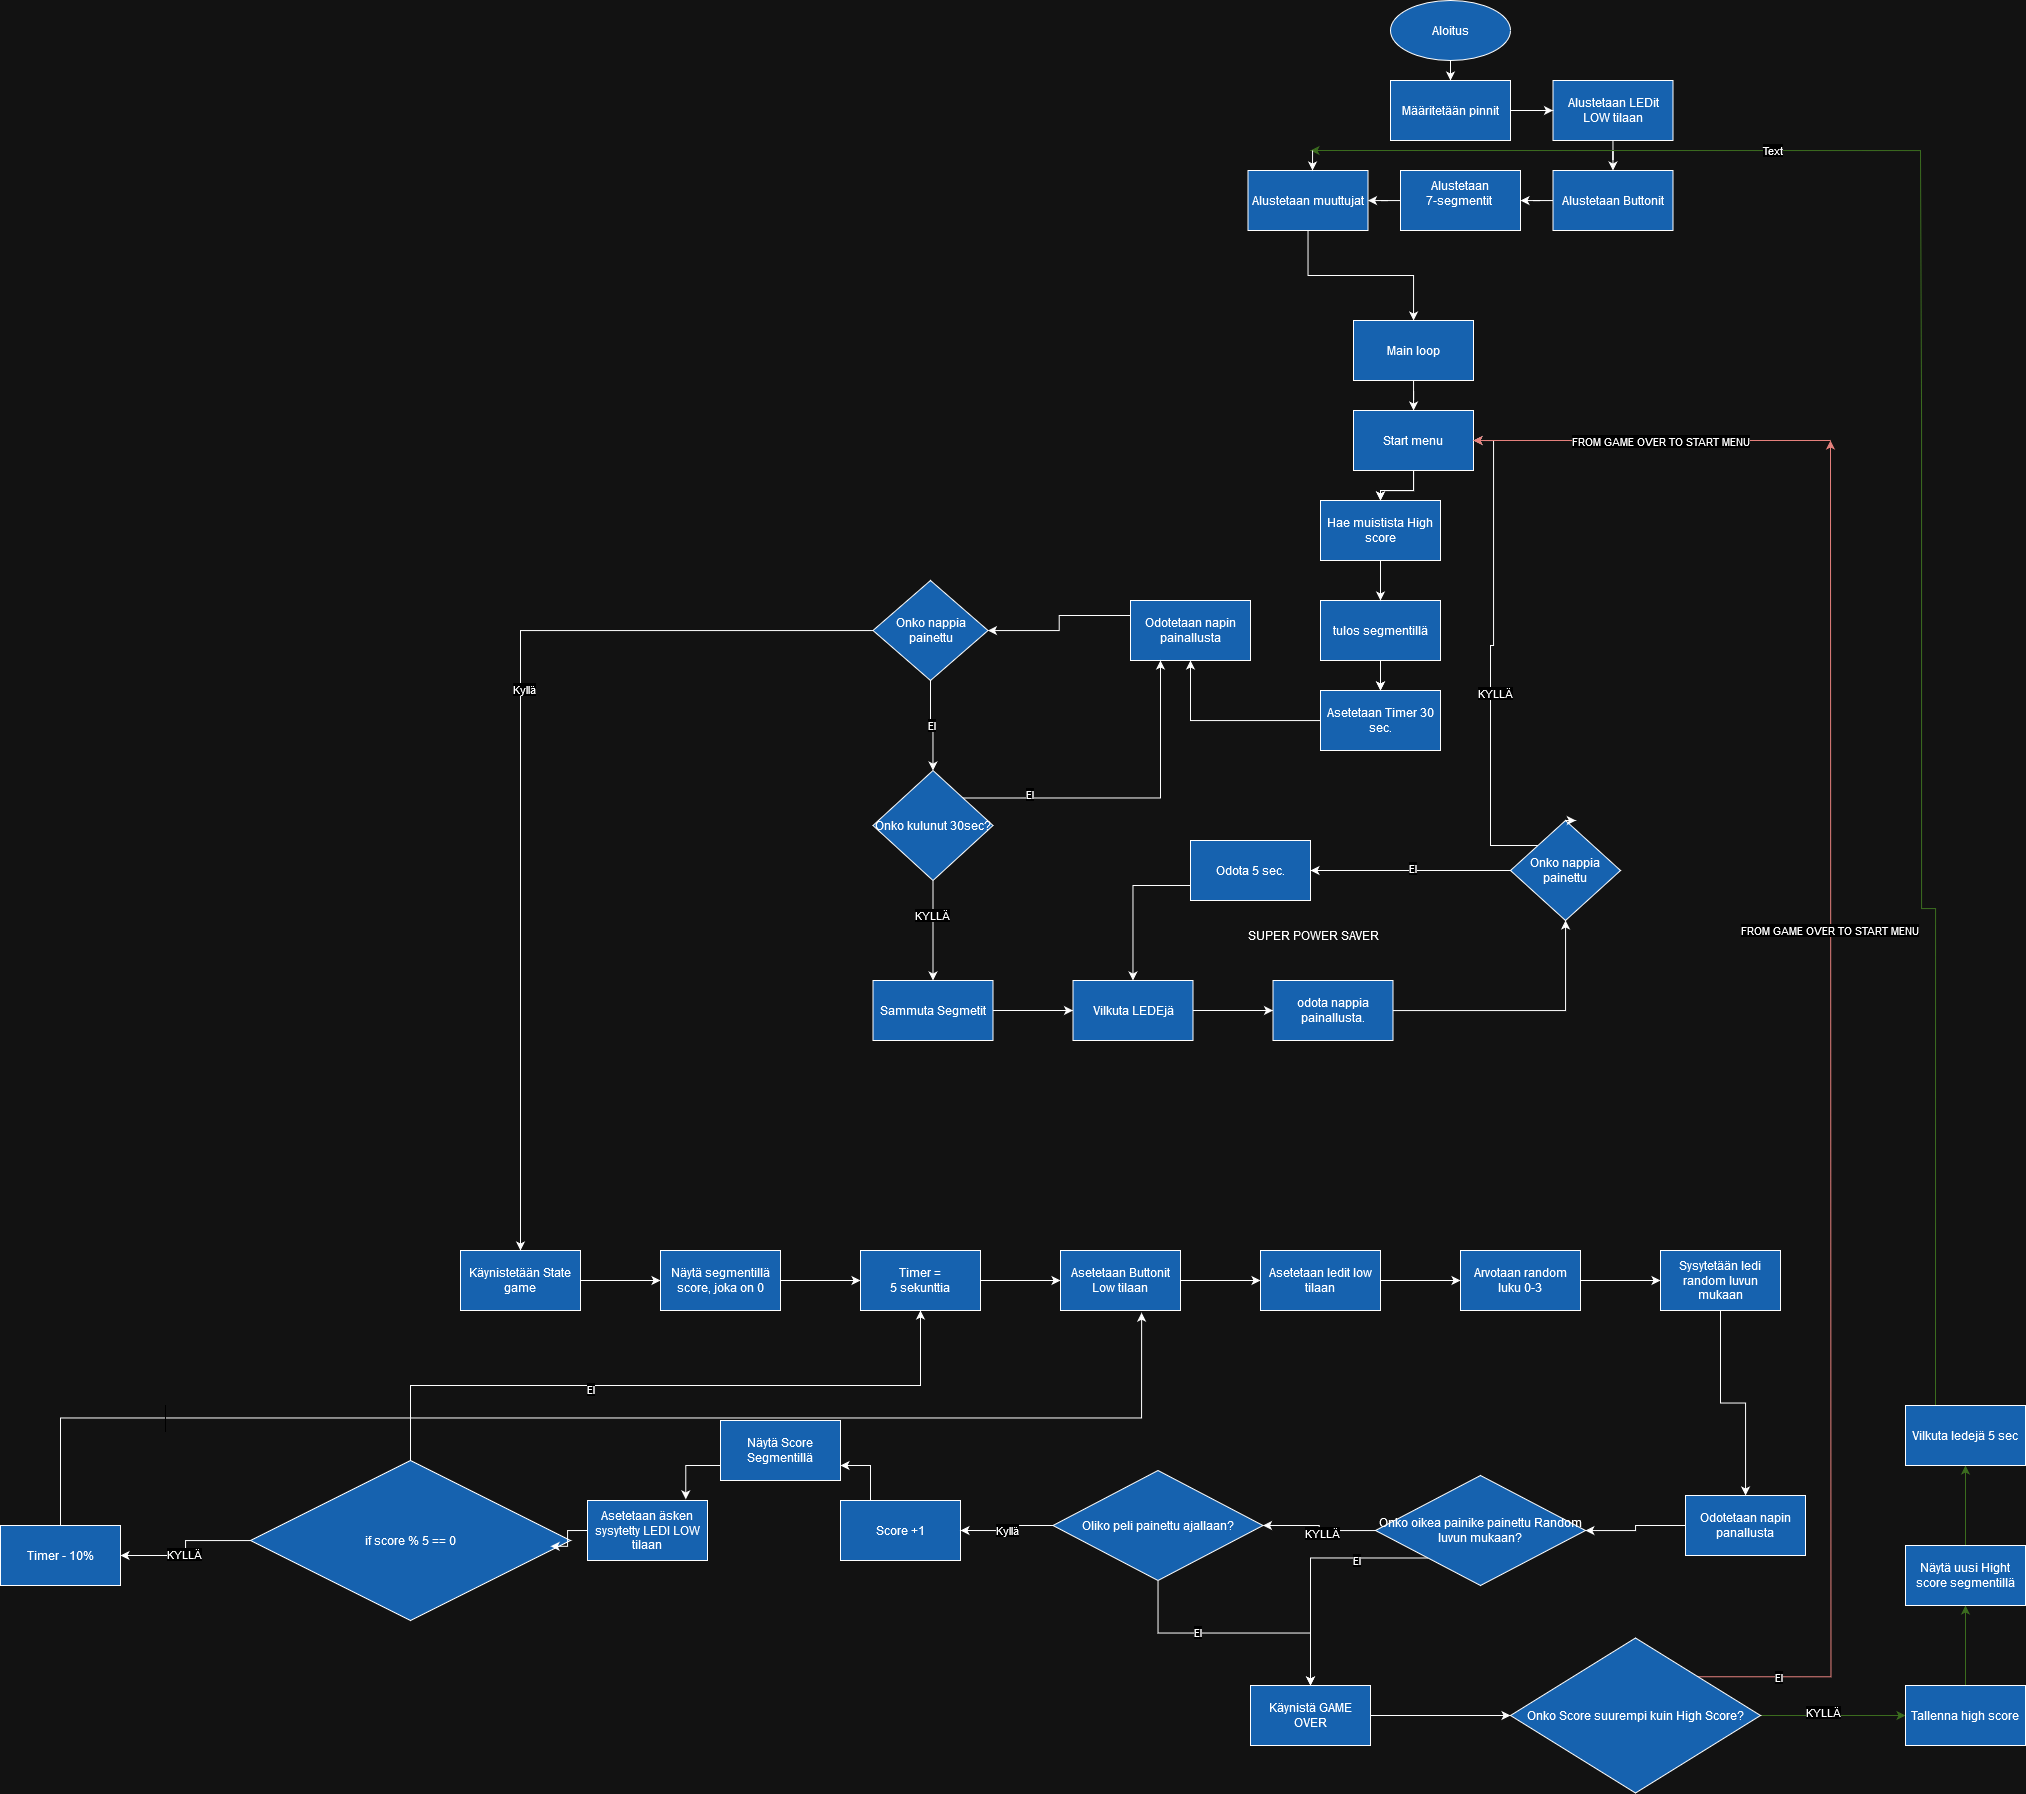 Aloitus
Määritetään pinnit
Alustetaan LEDit
LOW tilaan
Text
Alustetaan muuttujat
Alustetaan
7-segmentit
Alustetaan Buttonit
Main loop
Start menu
FROM GAME OVER TO START MENU
Hae muistista High
score
Onko nappia
painettu
Odotetaan napin
painallusta
tulos segmentillä
Kyllä
KYLLÄ
Asetetaan Timer 30
sec.
EI
EI
Onko kulunut 30sec?
Odota 5 sec.
EI
Onko nappia
painettu
KYLLÄ
SUPER POWER SAVER
FROM GAME OVER TO START MENU
Sammuta Segmetit
Vilkuta LEDEjä
odota nappia
painallusta.
Käynistetään State
game
Näytä segmentillä
score, joka on 0
Timer =
5 sekunttia
Asetetaan Buttonit
Low tilaan
Asetetaan ledit low
tilaan
Arvotaan random
luku 0-3
Sysytetään ledi
random luvun
mukaan
EI
Näytä Score
Segmentillä
Vilkuta ledejä 5 sec
Timer - 10%
KYLLÄ
if score % 5 == 0
Asetetaan äsken
sysytetty LEDI LOW
tilaan
Score +1
Kyllä
Oliko peli painettu ajallaan?
KYLLÄ
Onko oikea painike painettu Random
luvun mukaan?
Odotetaan napin
panallusta
EI
Näytä uusi Hight
score segmentillä
EI
EI
Käynistä GAME
OVER
Onko Score suurempi kuin High Score?
KYLLÄ
Tallenna high score